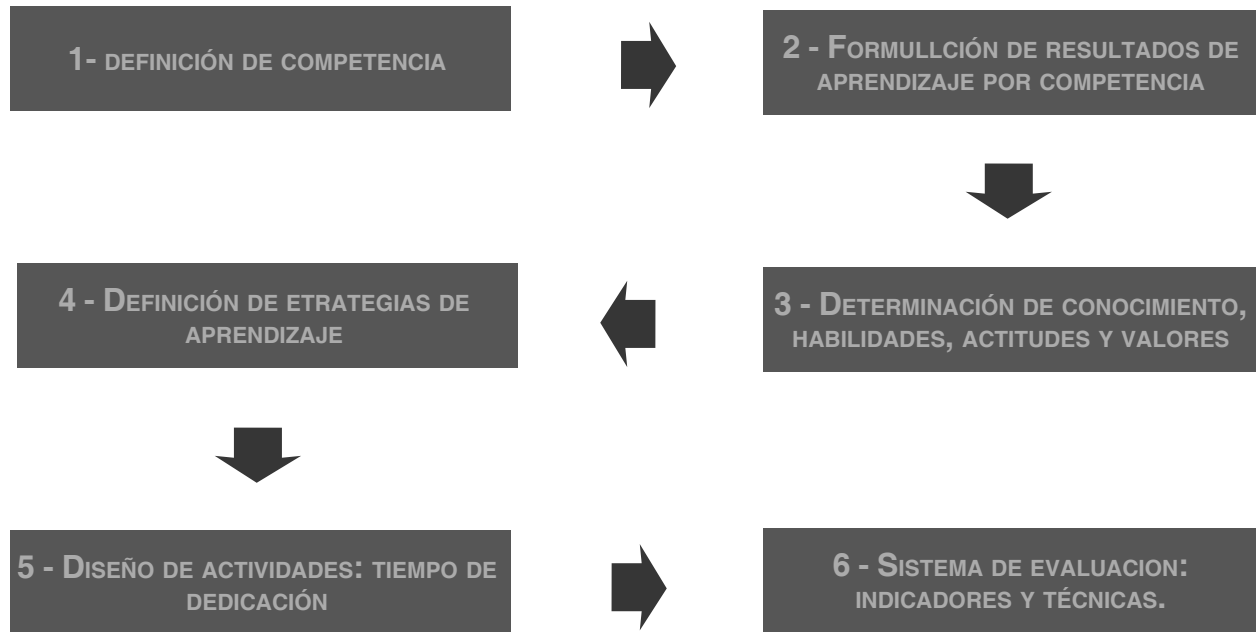 1- DEFINICIÓN DE COMPETENCIA
2 - FORMULLCIÓN DE RESULTADOS DE
APRENDIZAJE POR COMPETENCIA
3 - DETERMINACIÓN DE CONOCIMIENTO,
HABILIDADES, ACTITUDES Y VALORES
4 - DEFINICIÓN DE ETRATEGIAS DE
APRENDIZAJE
5 - DISEÑO DE ACTIVIDADES: TIEMPO DE
DEDICACIÓN
6 - SISTEMA DE EVALUACION:
INDICADORES Y TÉCNICAS.